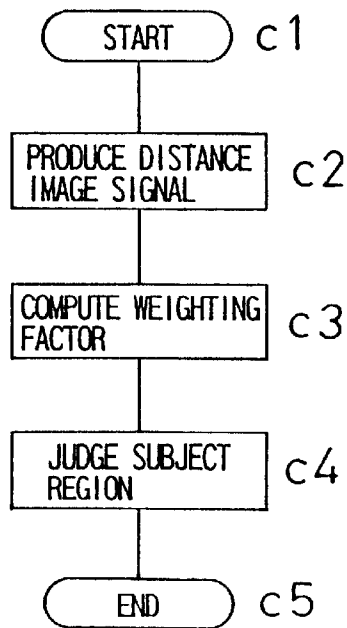 START c1
PRODUCE DISTANCE
IMAGE SIGNAL c2
COMPUTE WEIGHTING
FACTOR c3
JUDGE SUBJECT
REGION c4
END c5